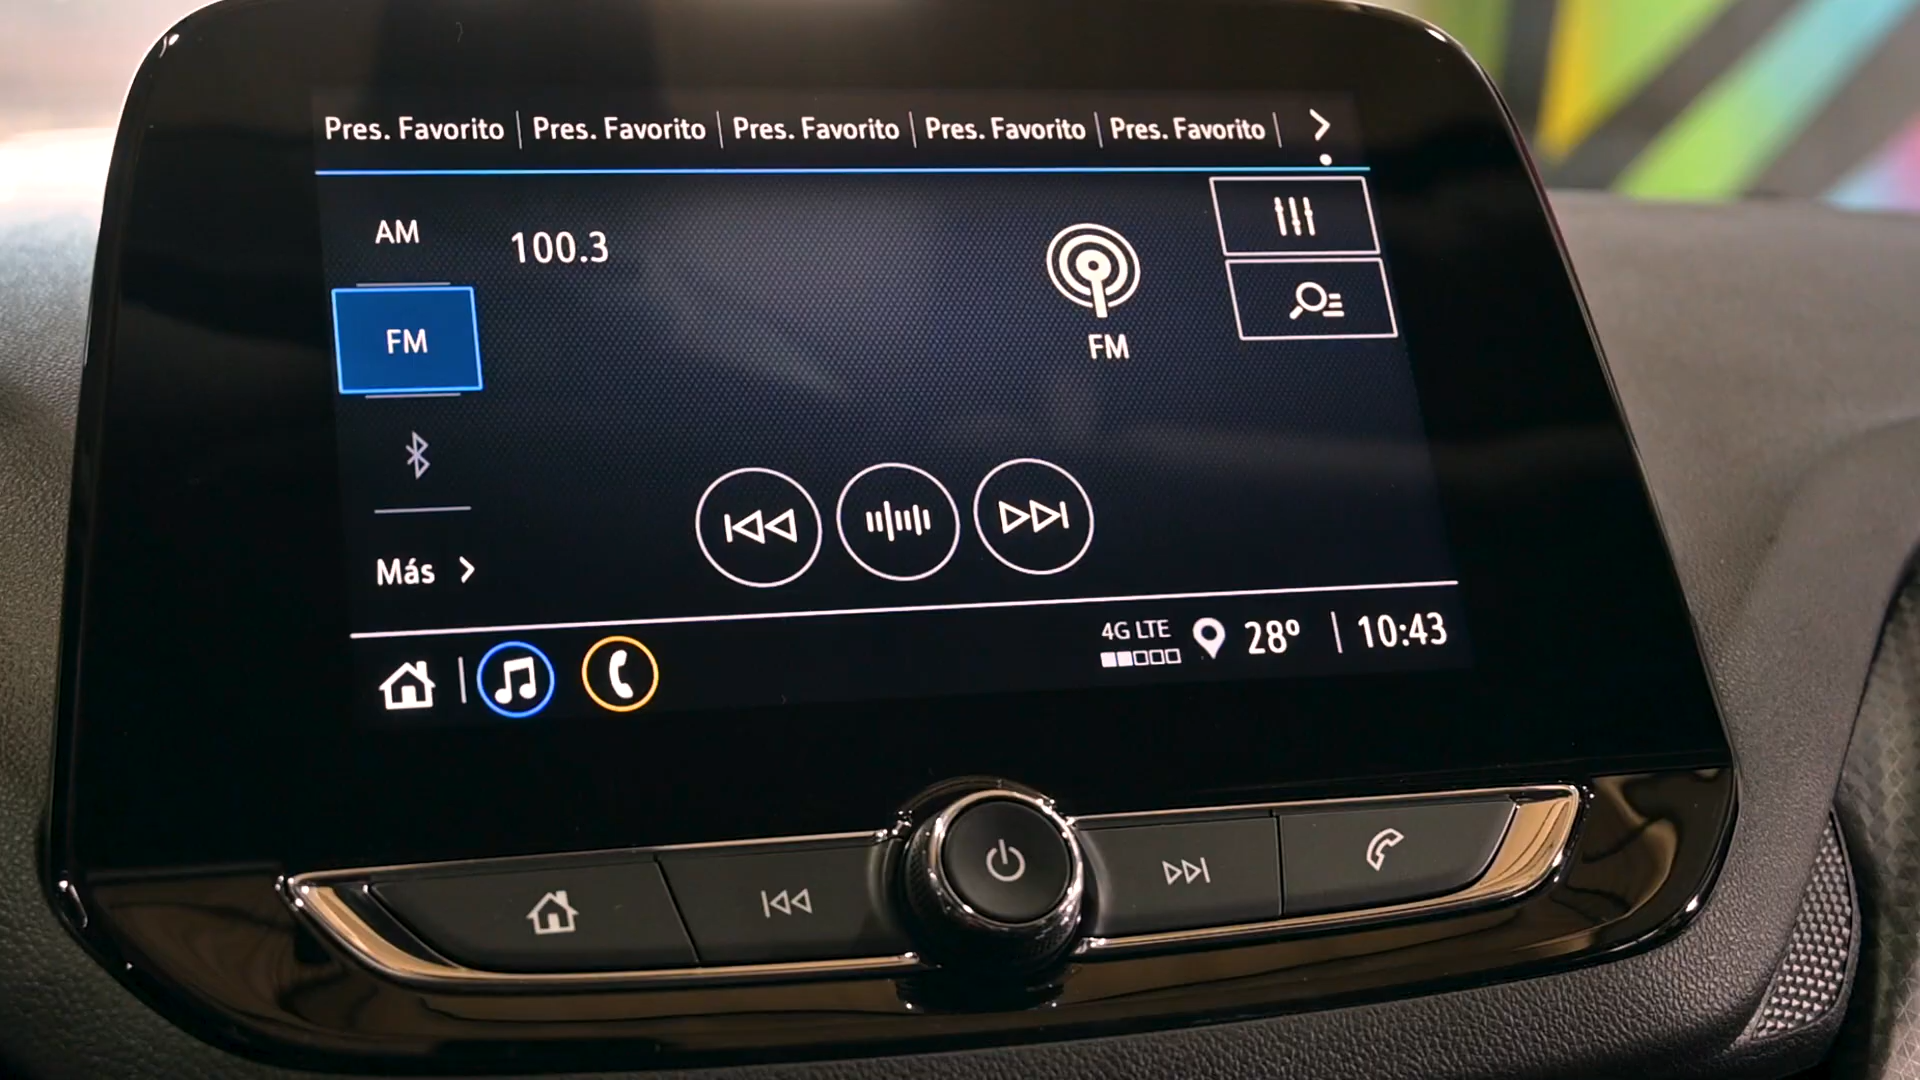 Pres. Favorito Pres. Favorito Pres. Favorito Pres. Favorito Pres. Favorito
AM
100.3
FM
FM
Más
4G LTE 28° 10:43